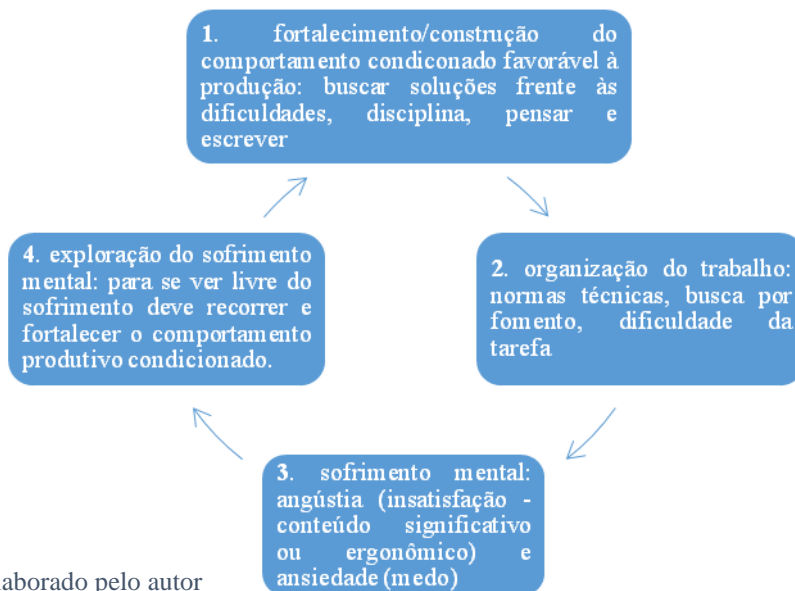 1. fortalecimento/construção do
comportamento condiconado favorável à
produção: buscar soluções frente às
dificuldades, disciplina, pensar e
escrever
2. organização do trabalho:
normas técnicas, busca por
fomento, dificuldade da
tarefa
3. sofrimento mental:
angústia (insatisfação -
conteúdo significativo
ou ergonômico) e
ansiedade (medo)
4. exploração do sofrimento
mental: para se ver livre do
sofrimento deve recorrer e
fortalecer o comportamento
produtivo condicionado.
laborado pelo autor